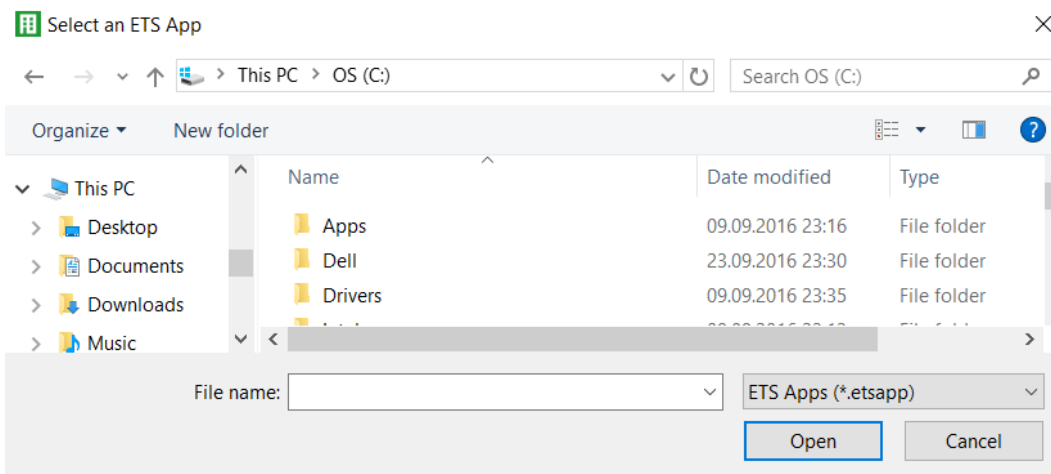 Select an ETS App
This PC > OS (C:)
Search OS (C:)
Organize
New folder
Name Date modified Type
This PC
Desktop
Documents
Downloads
Music
Apps 09.09.2016 23:16 File folder
Dell 23.09.2016 23:30 File folder
Drivers 09.09.2016 23:35 File folder
File name:
ETS Apps (*.etsapp)
Open Cancel